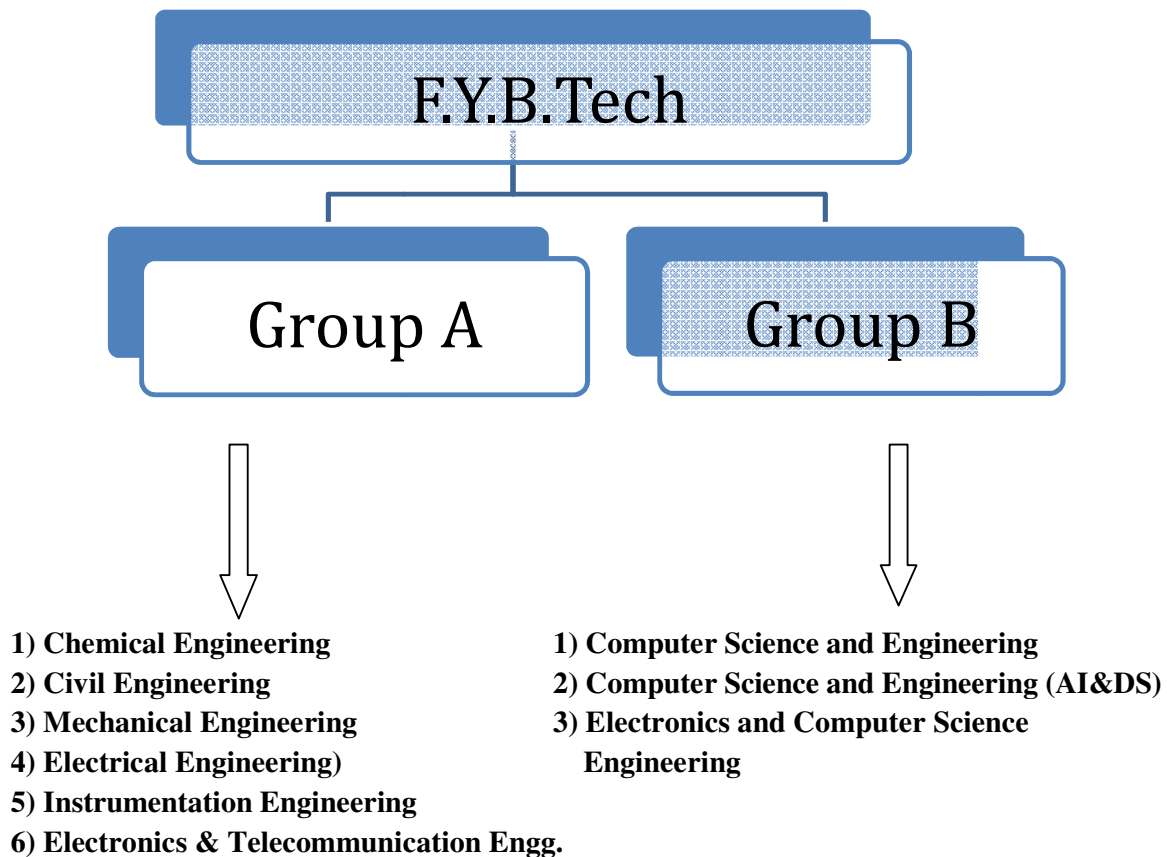 F.Y.B.Tech
Group A
Group B
1) Chemical Engineering
2) Civil Engineering
3) Mechanical Engineering
4) Electrical Engineering)
5) Instrumentation Engineering
6) Electronics & Telecommunication Engg.
1) Computer Science and Engineering
2) Computer Science and Engineering (AI&DS)
3) Electronics and Computer Science
Engineering